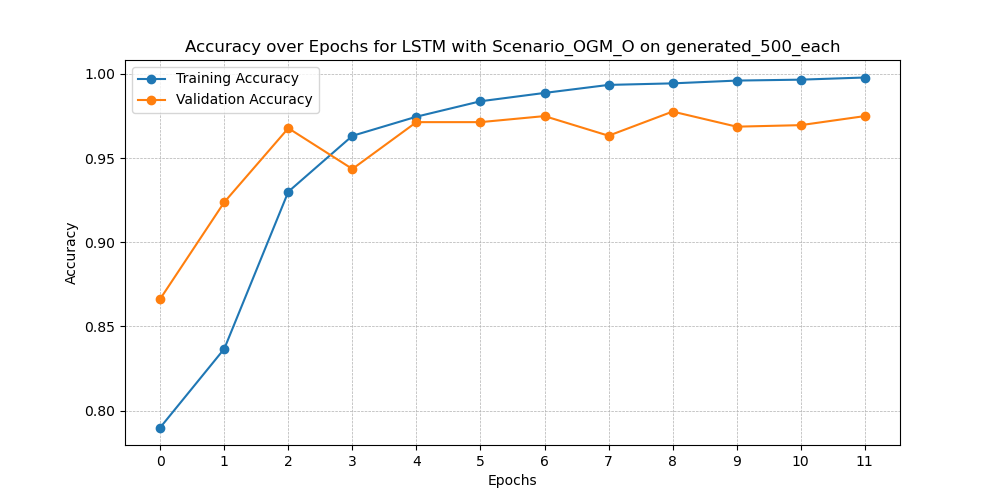 Accuracy over Epochs for LSTM with Scenario_OGM_O on generated_500_each
Training Accuracy
Validation Accuracy
1.00
0.95
0.90
0.85
0.80
Accuracy
0 1 2 3 4 5 6 7 8 9 10 11
Epochs